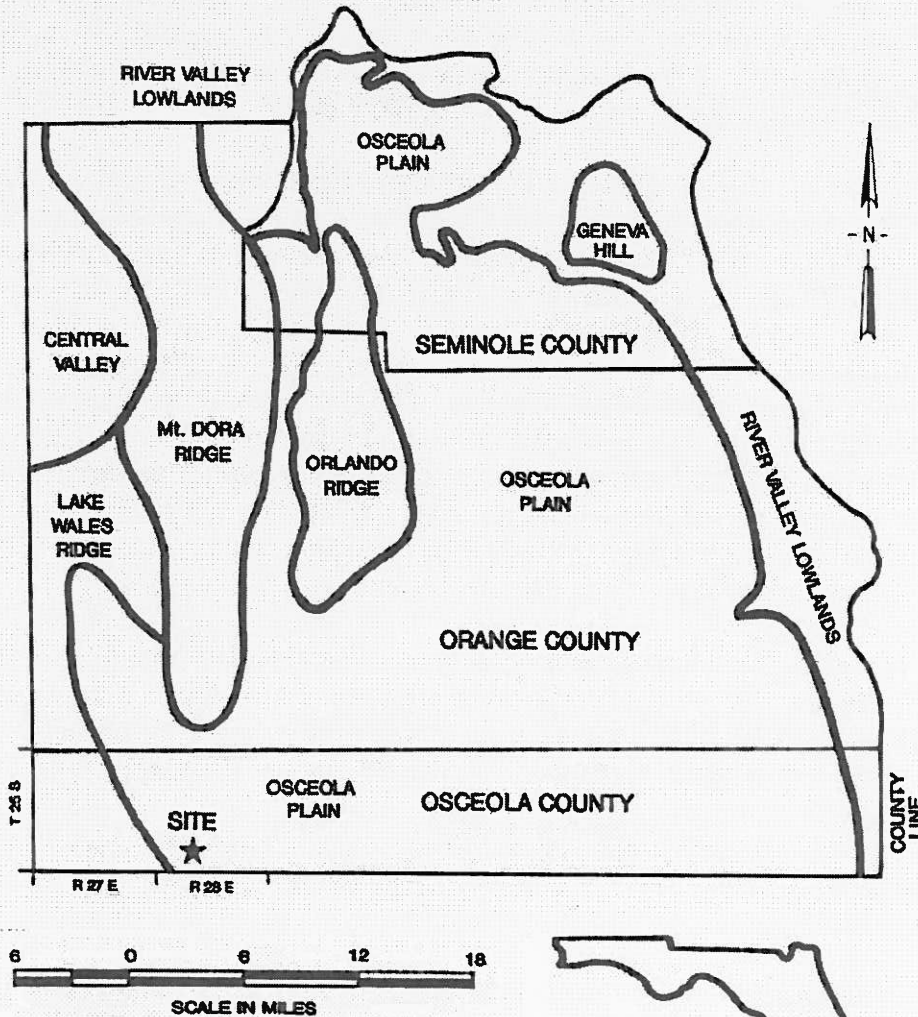 RIVER VALLEY
LOWLANDS
OSCEOLA
PLAIN
GENEVA
HILL
- N -
CENTRAL
VALLEY
SEMINOLE COUNTY
Mt. DORA
RIDGE
ORLANDO
RIDGE
OSCEOLA
PLAIN
RIVER VALLEY LOWLANDS
LAKE
WALES
RIDGE
ORANGE COUNTY
T 25 S
OSCEOLA
PLAIN
OSCEOLA COUNTY
COUNTY
LINE
SITE
R 27 E
R 28 E
6 0 6 12 18
SCALE IN MILES